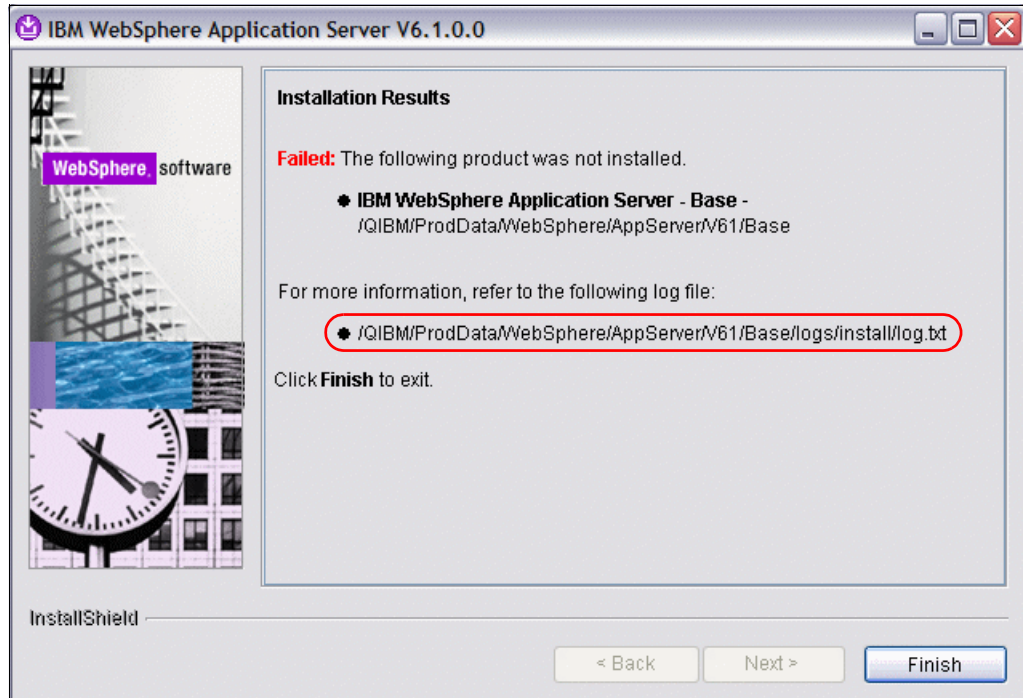 IBM WebSphere Application Server V6.1.0.0
WebSphere. software
Installation Results
Failed: The following product was not installed.
● IBM WebSphere Application Server - Base -
/QIBM/ProdData/WebSphere/AppServer/V61/Base
For more information, refer to the following log file:
● /QIBM/ProdData/WebSphere/AppServer/V61/Base/logs/install/log.txt
Click Finish to exit.
InstallShield
< Back
Next >
Finish